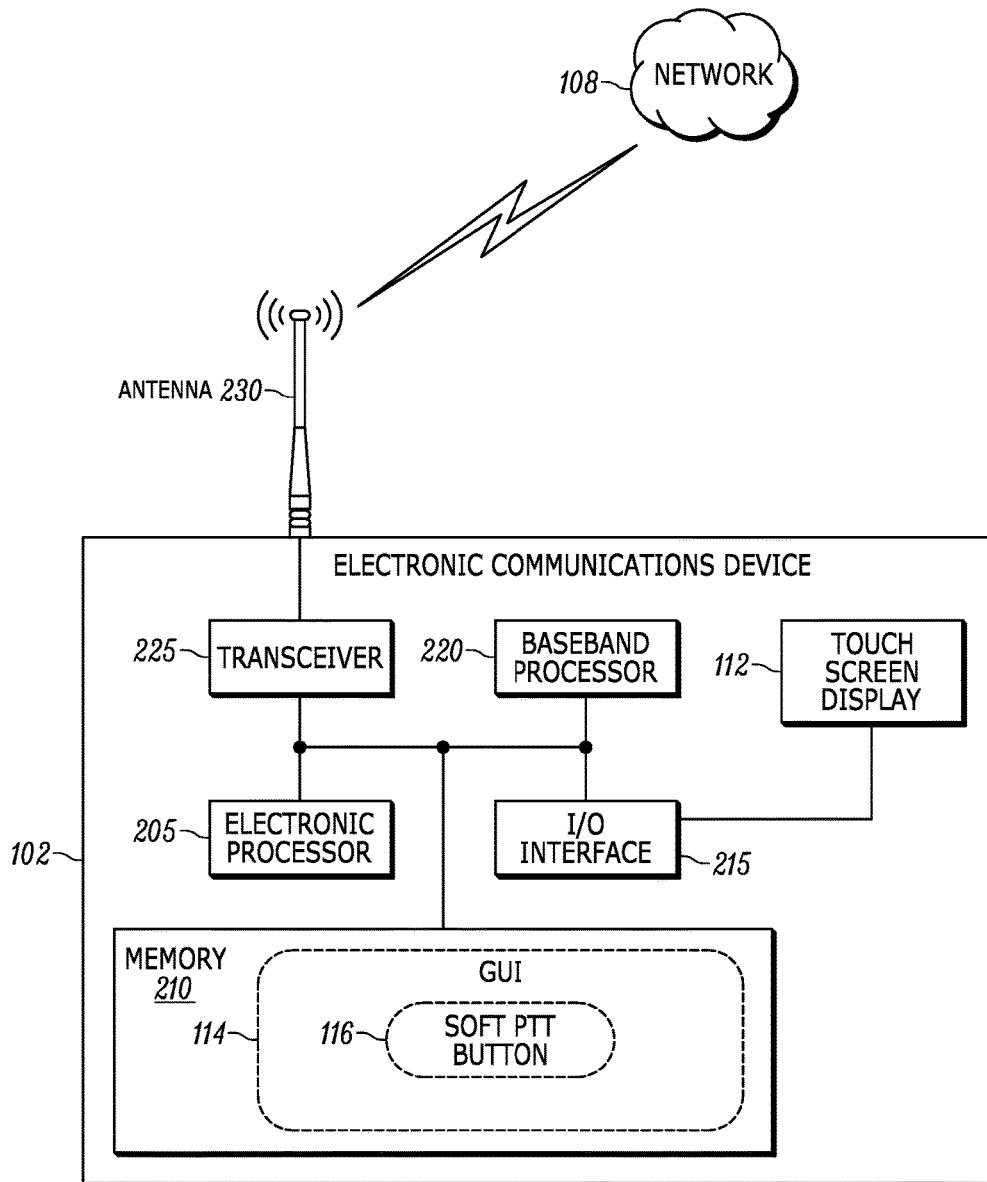 NETWORK
108
ANTENNA 230
ELECTRONIC COMMUNICATIONS DEVICE
225
TRANSCEIVER
220
BASEBAND
PROCESSOR
112
TOUCH
SCREEN
DISPLAY
205
ELECTRONIC
PROCESSOR
I/O
INTERFACE
215
102
MEMORY
210
GUI
114
116
SOFT PTT
BUTTON